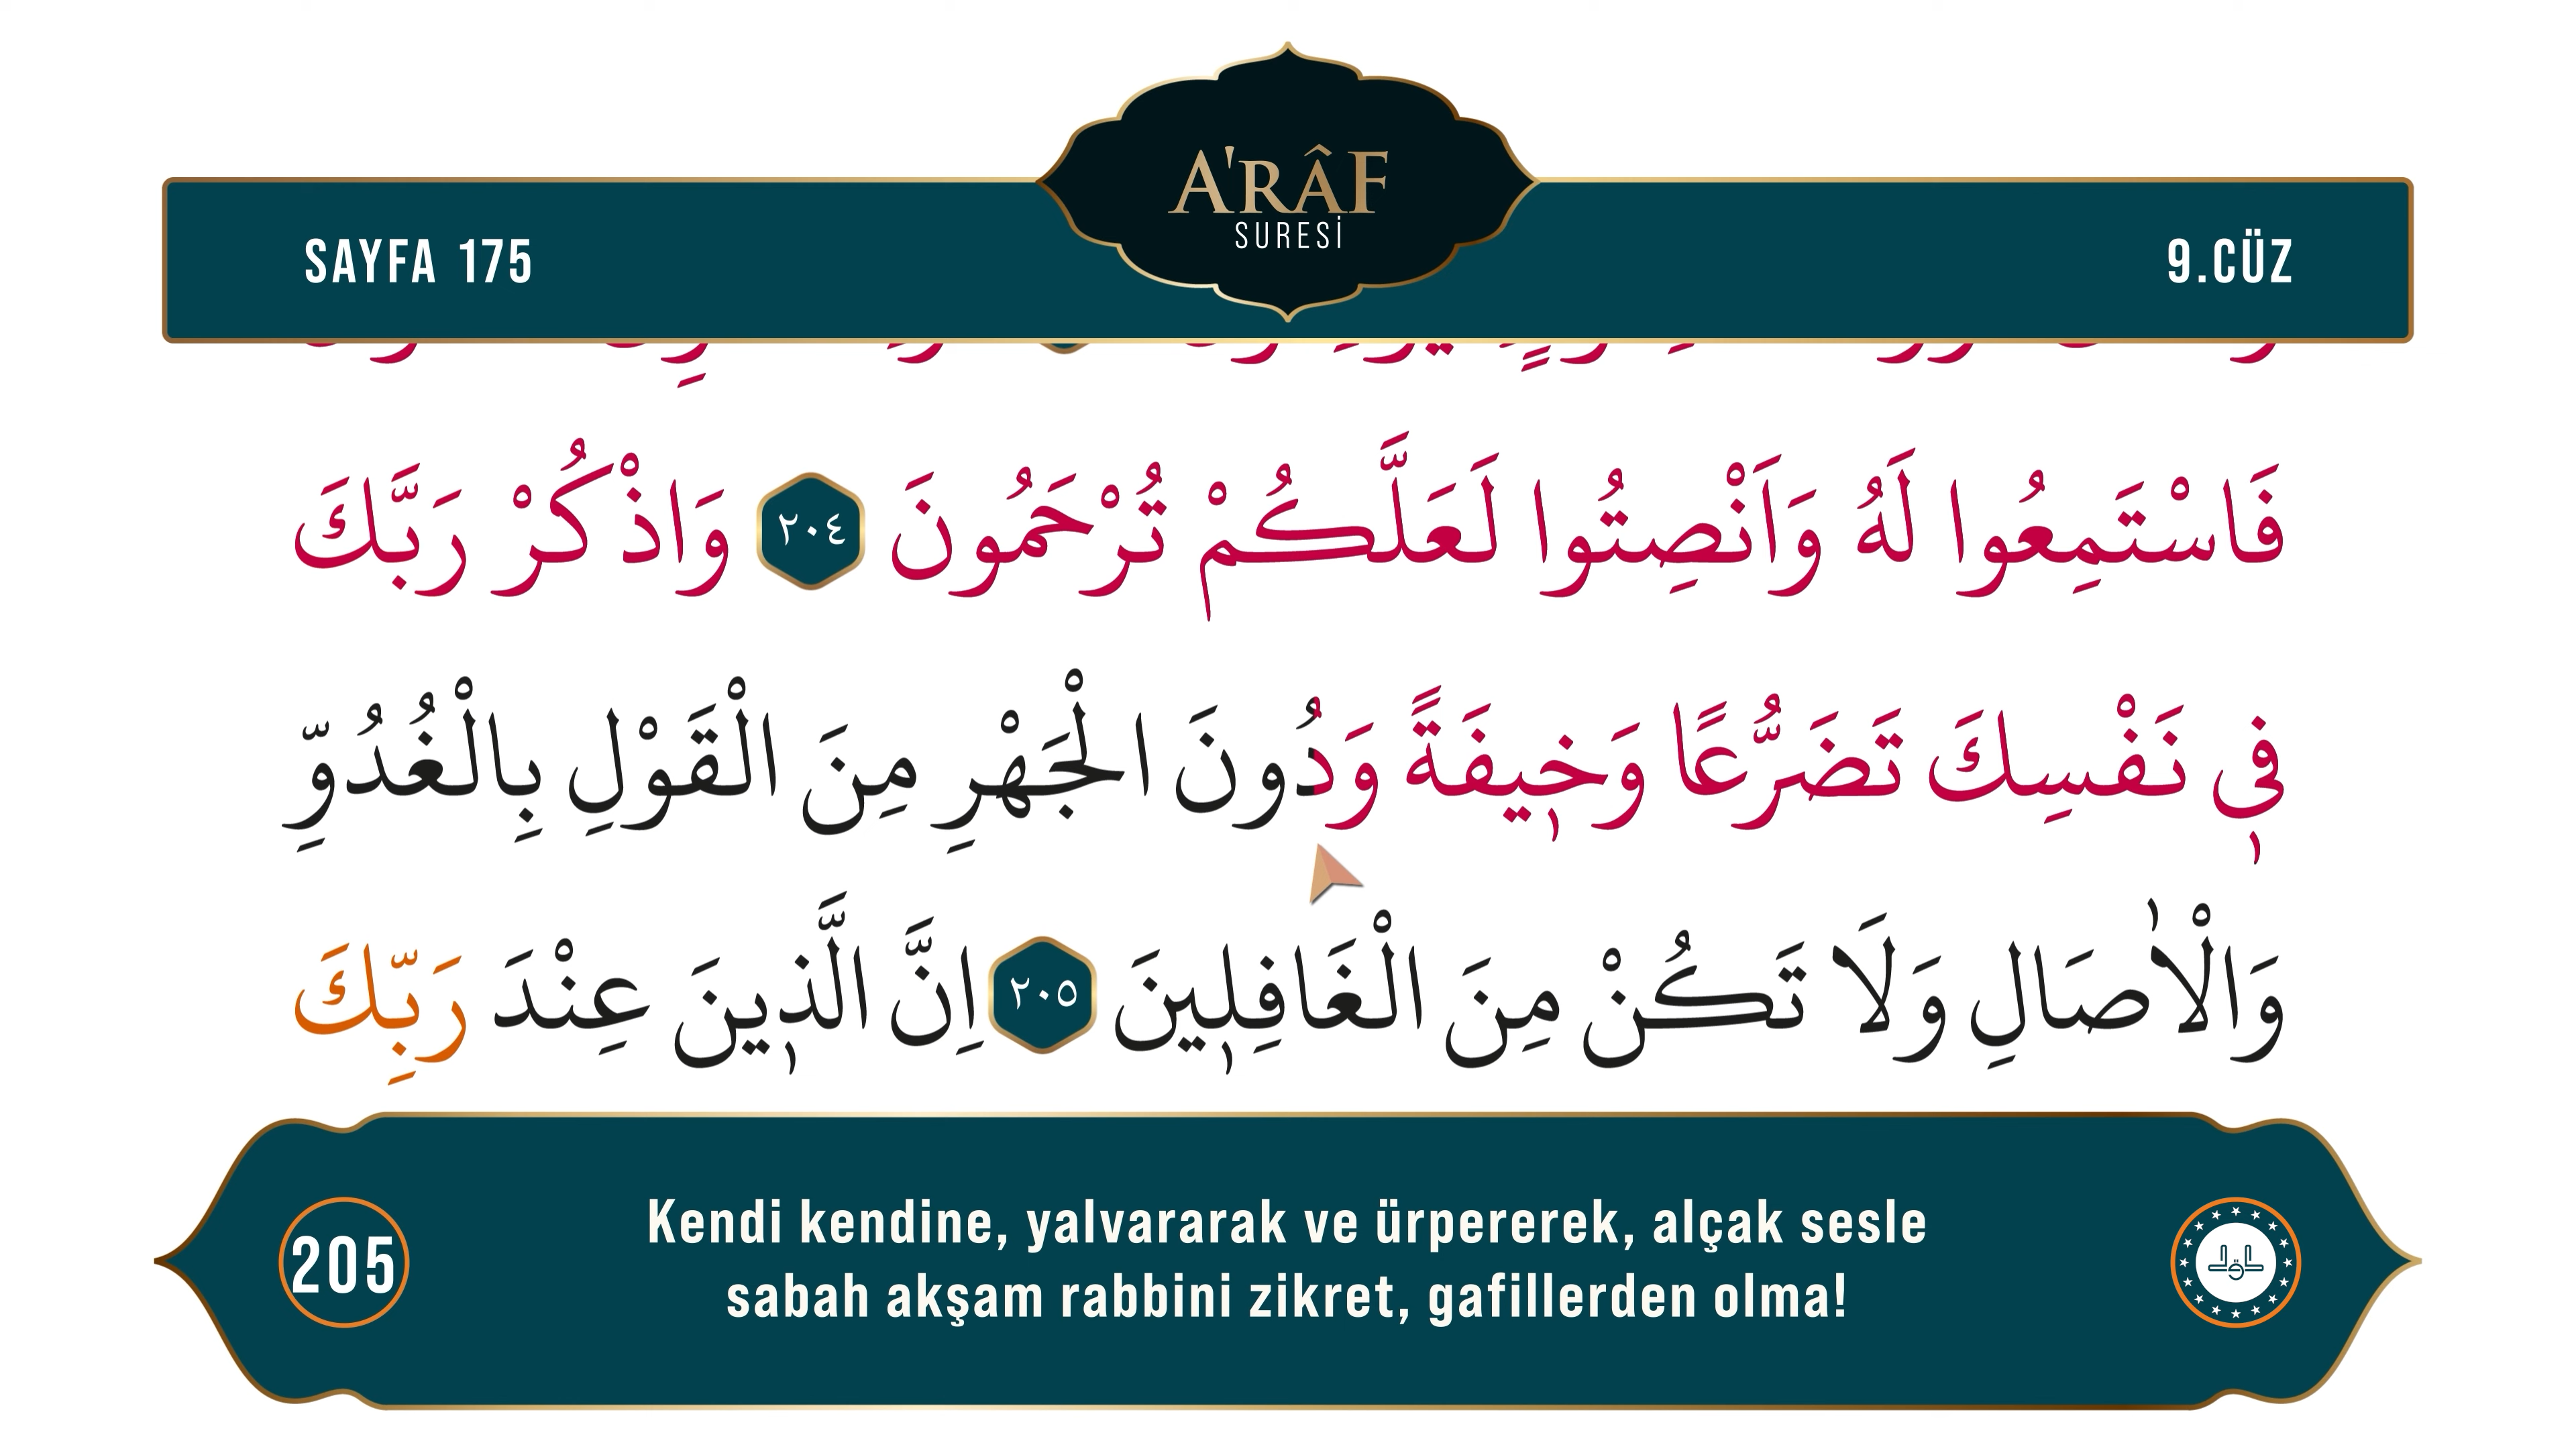 A'RÂF
SURESİ
SAYFA 175
9.CÜZ
فَاسْتَمِعُوا لَهُ وَاَنْصِتُوا لَعَلَّكُمْ تُرْحَمُونَ ٢٠٤ وَاذْكُرْ رَبَّكَ
ف۪ي نَفْسِكَ تَضَرُّعًا وَخ۪يفَةً وَدُونَ الْجَهْرِ مِنَ الْقَوْلِ بِالْغُدُوِّ
وَالْاٰصَالِ وَلَا تَكُنْ مِنَ الْغَافِل۪ينَ ٢٠٥ اِنَّ الَّذ۪ينَ عِنْدَ رَبِّكَ
205
Kendi kendine, yalvararak ve ürpererek, alçak sesle
sabah akşam rabbini zikret, gafillerden olma!